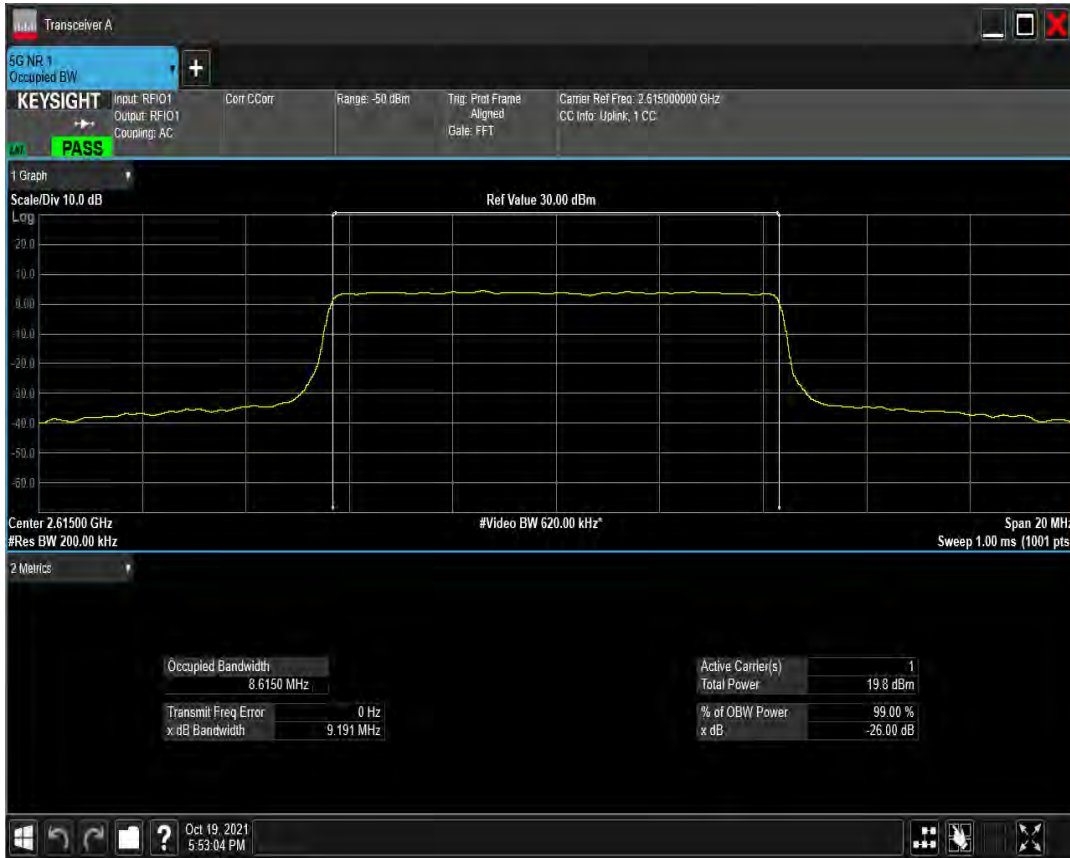 Transceiver A
5G NR 1
Occupied BW
+
KEYSIGHT
Input: RFIO1
Output: RFIO1
Coupling: AC
PASS
Corr CCorr
Range: -50 dBm
Trig: Prot Frame
Aligned
Gate: FFT
Carrier Ref Freq: 2.615000000 GHz
CC Info: Uplink, 1 CC
1 Graph
Scale/Div 10.0 dB
Ref Value 30.00 dBm
Log
20.0
10.0
0.00
-10.0
-20.0
-30.0
-40.0
-50.0
-60.0
Center 2.61500 GHz
#Video BW 620.00 kHz*
Span 20 MHz
#Res BW 200.00 kHz
Sweep 1.00 ms (1001 pts
2 Metrics
Occupied Bandwidth
8.6150 MHz
Transmit Freq Error 0 Hz
x dB Bandwidth 9.191 MHz
Active Carrier(s) 1
Total Power 19.8 dBm
% of OBW Power 99.00 %
x dB -26.00 dB
?
Oct 19, 2021
5:53:04 PM